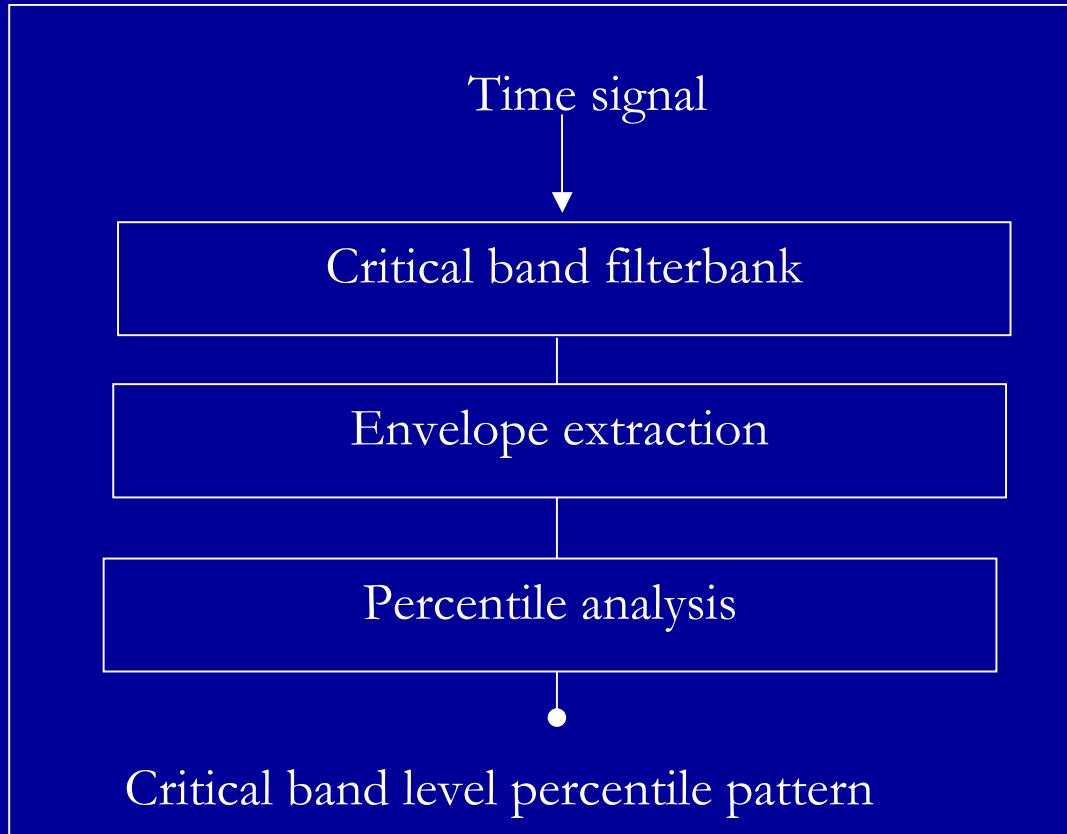 Time signal
Critical band filterbank
Envelope extraction
Percentile analysis
Critical band level percentile pattern